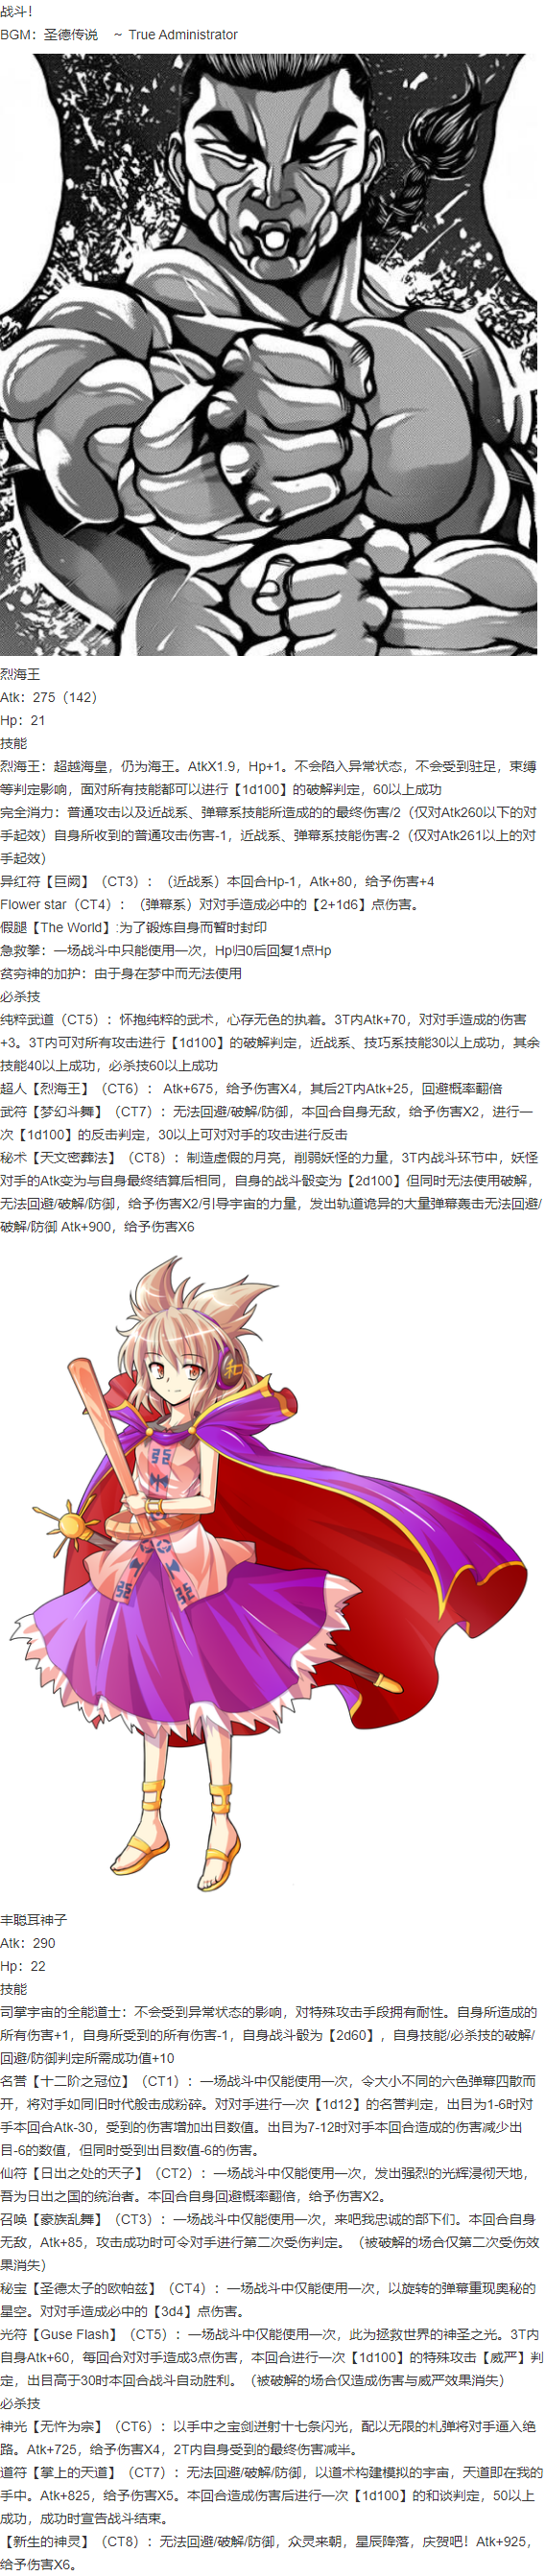 战斗！
BGM：圣德传说　~ True Administrator
烈海王
Atk：275（142）
Hp：21
技能
烈海王：超越海皇，仍为海王。AtkX1.9，Hp+1。不会陷入异常状态，不会受到驻足，束缚
等判定影响，面对所有技能都可以进行【1d100】的破解判定，60以上成功
完全消力：普通攻击以及近战系、弹幕系技能所造成的的最终伤害/2（仅对Atk260以下的对
手起效）自身所收到的普通攻击伤害-1，近战系、弹幕系技能伤害-2（仅对Atk261以上的对
手起效）
异红符【巨阙】（CT3）：（近战系）本回合Hp-1，Atk+80，给予伤害+4
Flower star（CT4）：（弹幕系）对对手造成必中的【2+1d6】点伤害。
假腿【The World】:为了锻炼自身而暂时封印
急救拳：一场战斗中只能使用一次，Hp归0后回复1点Hp
贫穷神的加护：由于身在梦中而无法使用
必杀技
纯粹武道（CT5）：怀抱纯粹的武术，心存无色的执着。3T内Atk+70，对对手造成的伤害
+3。3T内可对所有攻击进行【1d100】的破解判定，近战系、技巧系技能30以上成功，其余
技能40以上成功，必杀技60以上成功
超人【烈海王】（CT6）： Atk+675，给予伤害X4，其后2T内Atk+25，回避概率翻倍
武符【梦幻斗舞】（CT7）：无法回避/破解/防御，本回合自身无敌，给予伤害X2，进行一
次【1d100】的反击判定，30以上可对对手的攻击进行反击
秘术【天文密葬法】（CT8）：制造虚假的月亮，削弱妖怪的力量，3T内战斗环节中，妖怪
对手的Atk变为与自身最终结算后相同，自身的战斗骰变为【2d100】但同时无法使用破解，
无法回避/破解/防御，给予伤害X2/引导宇宙的力量，发出轨道诡异的大量弹幕轰击无法回避/
破解/防御 Atk+900，给予伤害X6
和
丰聪耳神子
Atk：290
Hp：22
技能
司掌宇宙的全能道士：不会受到异常状态的影响，对特殊攻击手段拥有耐性。自身所造成的
所有伤害+1，自身所受到的所有伤害-1，自身战斗骰为【2d60】，自身技能/必杀技的破解/
回避/防御判定所需成功值+10
名誉【十二阶之冠位】（CT1）：一场战斗中仅能使用一次，令大小不同的六色弹幕四散而
开，将对手如同旧时代般击成粉碎。对对手进行一次【1d12】的名誉判定，出目为1-6时对
手本回合Atk-30，受到的伤害增加出目数值。出目为7-12时对手本回合造成的伤害减少出
目-6的数值，但同时受到出目数值-6的伤害。
仙符【日出之处的天子】（CT2）：一场战斗中仅能使用一次，发出强烈的光辉浸彻天地，
吾为日出之国的统治者。本回合自身回避概率翻倍，给予伤害X2。
召唤【豪族乱舞】（CT3）：一场战斗中仅能使用一次，来吧我忠诚的部下们。本回合自身
无敌，Atk+85，攻击成功时可令对手进行第二次受伤判定。（被破解的场合仅第二次受伤效
果消失）
秘宝【圣德太子的欧帕兹】（CT4）：一场战斗中仅能使用一次，以旋转的弹幕重现奥秘的
星空。对对手造成必中的【3d4】点伤害。
光符【Guse Flash】（CT5）：一场战斗中仅能使用一次，此为拯救世界的神圣之光。3T内
自身Atk+60，每回合对对手造成3点伤害，本回合进行一次【1d100】的特殊攻击【威严】判
定，出目高于30时本回合战斗自动胜利。（被破解的场合仅造成伤害与威严效果消失）
必杀技
神光【无忤为宗】（CT6）：以手中之宝剑迸射十七条闪光，配以无限的札弹将对手逼入绝
路。Atk+725，给予伤害X4，2T内自身受到的最终伤害减半。
道符【掌上的天道】（CT7）：无法回避/破解/防御，以道术构建模拟的宇宙，天道即在我的
手中。Atk+825，给予伤害X5。本回合造成伤害后进行一次【1d100】的和谈判定，50以上
成功，成功时宣告战斗结束。
【新生的神灵】（CT8）：无法回避/破解/防御，众灵来朝，星辰降落，庆贺吧！Atk+925，
给予伤害X6。